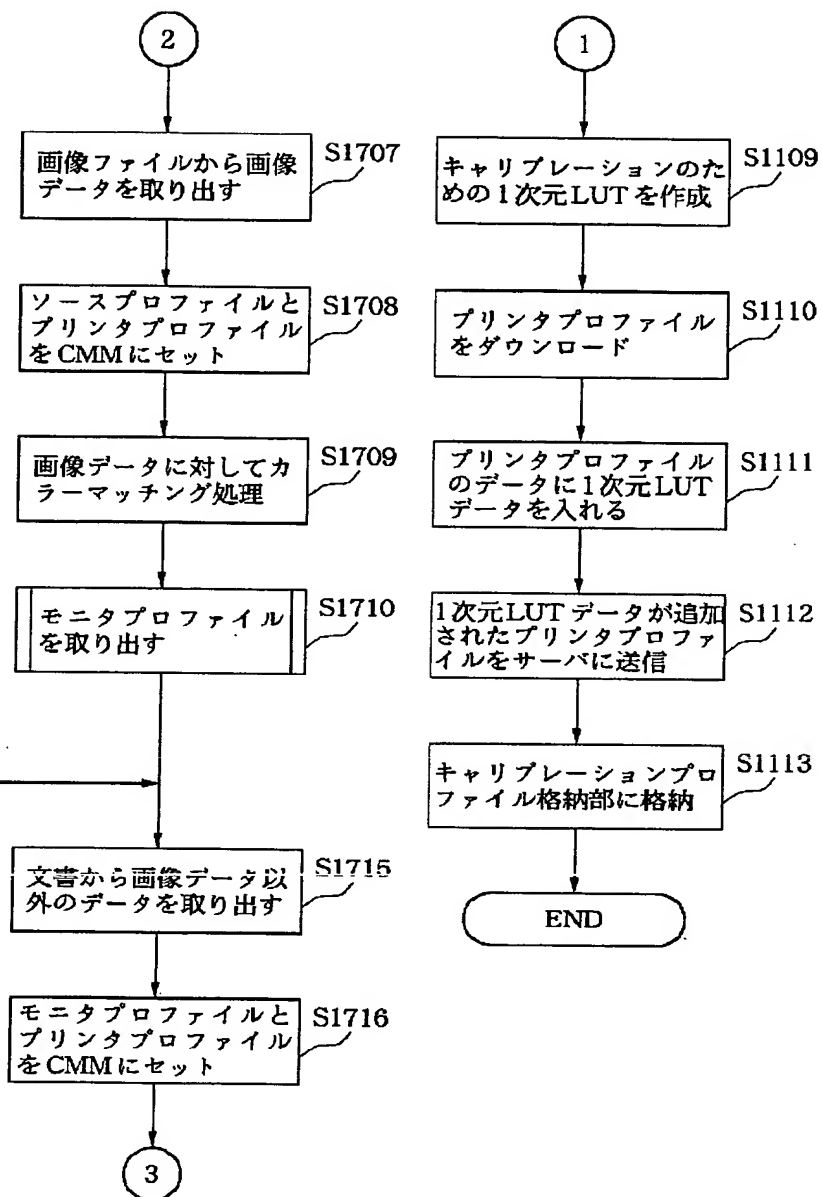 2
画像ファイルから画像
データを取り出す
S1707
ソースプロファイルと
プリンタプロファイル
をCMMにセット
S1708
画像データに対してカ
ラーマッチング処理
S1709
モニタプロファイル
を取り出す
S1710
文書から画像データ以
外のデータを取り出す
S1715
モニタプロファイルと
プリンタプロファイル
をCMMにセット
S1716
3
1
キャリブレーションのた
めの1次元LUTを作成
S1109
プリンタプロファイル
をダウンロード
S1110
プリンタプロファイル
のデータに1次元LUT
データを入れる
S1111
1次元LUTデータが追加
されたプリンタプロファ
イルをサーバに送信
S1112
キャリブレーションプロ
ファイル格納部に格納
S1113
END